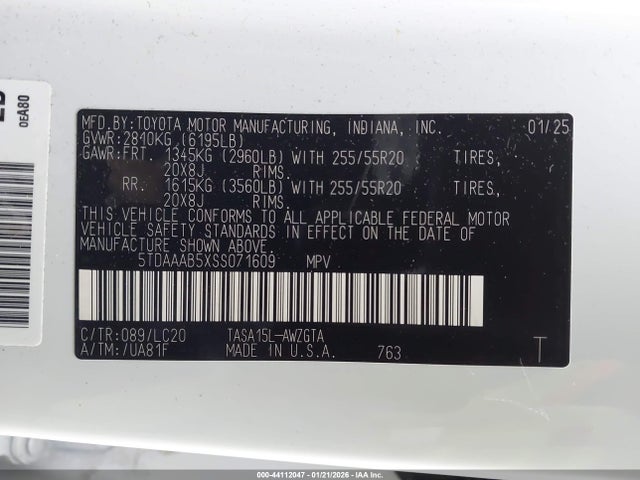 MFD.BY:TOYOTA MOTOR MANUFACTURING, INDIANA, INC. 01/25
GVWR:2810KG (6195LB)
GAWR:FRT. 1345KG (2960LB) WITH 255/55R20 TIRES,
20X8J RIMS.
RR. 1615KG (3560LB) WITH 255/55R20 TIRES,
20X8J RIMS.
THIS VEHICLE CONFORMS TO ALL APPLICABLE FEDERAL MOTOR
VEHICLE SAFETY STANDARDS IN EFFECT ON THE DATE OF
MANUFACTURE SHOWN ABOVE.
5TDAAAB5XSS071609 MPV
C/TR:089/LC20 TASA15L-AWZGTA
A/TM:/UA81F MADE IN U.S.A. 763 T
0EA80
000-44112047 - 01/21/2026 - IAA Inc.